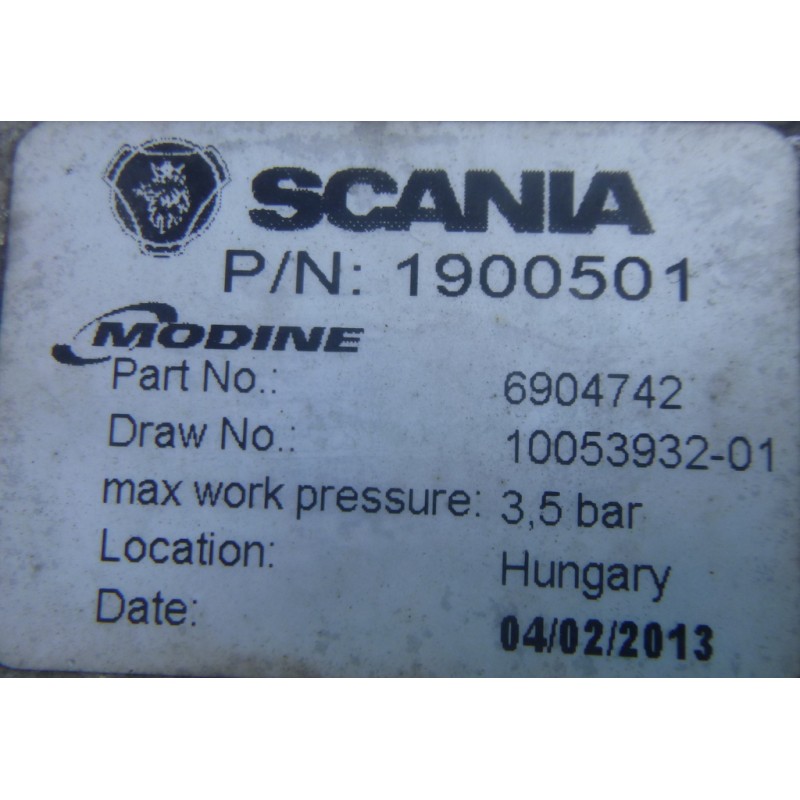 SCANIA
P/N: 1900501
MODINE
Part No.: 6904742
Draw No.: 10053932-01
max work pressure: 3,5 bar
Location: Hungary
Date: 04/02/2013